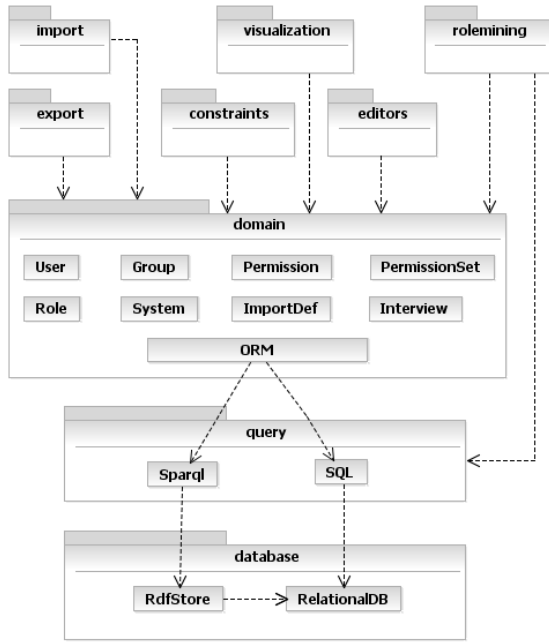 import
visualization
rolemining
export
constraints
editors
domain
User
Group
Permission
PermissionSet
Role
System
ImportDef
Interview
ORM
query
Sparql
SQL
database
RdfStore
RelationalDB